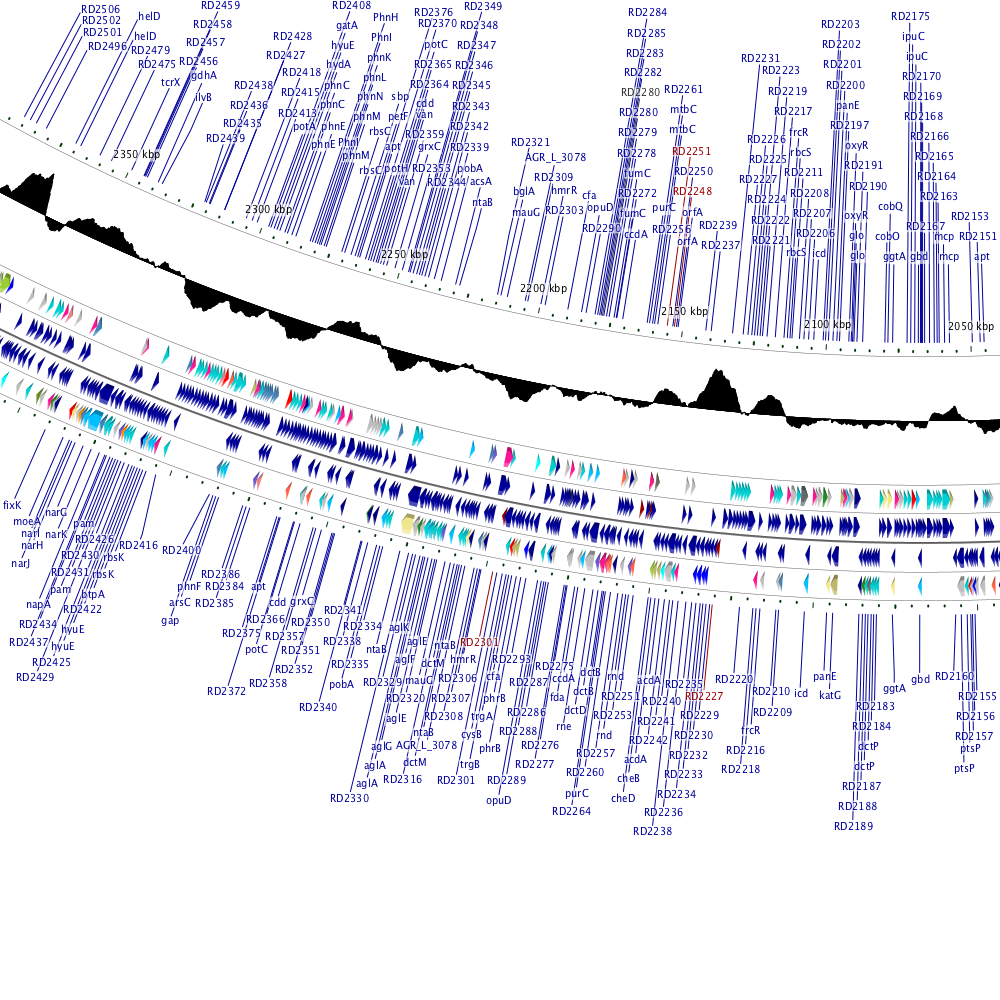 RD2506
RD2502
RD2501
RD2496
helD
helD
RD2479
RD2475
tcrX
RD2459
RD2458
RD2457
RD2456
gdhA
ilvB
RD2428
RD2427
RD2418
RD2438
RD2415
RD2436
RD2413
RD2435
RD2439
RD2408
gatA
hyuE
hydA
phnC
phnC
potA
phnE
phnE
PhnI
phnM
PhnH
PhnI
phnK
phnL
phnN
sbp
phnM
petF
rbsC
apt
rbsC
potH
van
RD2376
RD2370
potC
RD2365
RD2364
cdd
van
RD2359
grxC
RD2353
RD2344
RD2349
RD2348
RD2347
RD2346
RD2345
RD2343
RD2342
RD2339
pobA
acsA
ntaB
RD2321
AGR_L_3078
RD2309
bglA
hmrR
mauG
RD2303
cfa
opuD
RD2290
RD2284
RD2285
RD2283
RD2282
RD2280
RD2280
RD2279
RD2278
fumC
RD2272
fumC
ccdA
RD2261
mtbC
mtbC
RD2251
RD2250
RD2248
purC
orfA
RD2256
orfA
RD2239
RD2237
RD2231
RD2223
RD2219
RD2217
frcR
RD2226
rbcS
RD2225
RD2211
RD2227
RD2208
RD2224
RD2207
RD2222
RD2206
RD2221
rbcS
icd
RD2203
RD2202
RD2201
RD2200
panE
RD2197
oxyR
RD2191
RD2190
oxyR
glo
glo
cobQ
cobO
ggtA
gbd
RD2175
ipuC
ipuC
RD2170
RD2169
RD2168
RD2166
RD2165
RD2164
RD2163
RD2167
mcp
mcp
RD2153
RD2151
apt
2350 kbp
2300 kbp
2250 kbp
2200 kbp
2150 kbp
2100 kbp
2050 kbp
fixK
narG
moeA
pam
narI
narK
narH
RD2426
narJ
RD2430
rbsK
RD2416
RD2431
rbsK
pam
btpA
napA
RD2422
RD2434
hyuE
RD2437
hyuE
RD2425
RD2429
RD2400
RD2386
phnF
RD2384
apt
arsC
RD2385
gap
cdd
grxC
RD2366
RD2350
RD2375
RD2357
potC
RD2351
RD2352
RD2358
RD2372
RD2341
RD2334
RD2338
ntaB
RD2335
pobA
RD2340
aglK
aglE
ntaB
RD2301
aglF
dctM
hmrR
RD2329
mauG
RD2306
RD2320
RD2307
aglE
RD2308
ntaB
aglG
AGR_L_3078
aglA
dctM
aglA
RD2316
RD2330
RD2293
cfa
RD2287
phrB
trgA
RD2286
cysB
RD2288
phrB
RD2276
trgB
RD2277
RD2301
RD2289
opuD
RD2275
ccdA
dctB
rnd
fda
dctB
RD2251
dctD
RD2253
rne
rnd
RD2257
RD2260
purC
RD2264
acdA
RD2235
RD2227
RD2240
RD2241
RD2229
RD2242
RD2230
acdA
RD2232
cheB
RD2233
cheD
RD2234
RD2236
RD2238
RD2220
RD2210
icd
RD2209
frcR
RD2216
RD2218
panE
katG
ggtA
gbd
RD2183
RD2184
dctP
dctP
RD2187
RD2188
RD2189
RD2160
RD2155
RD2156
RD2157
ptsP
ptsP